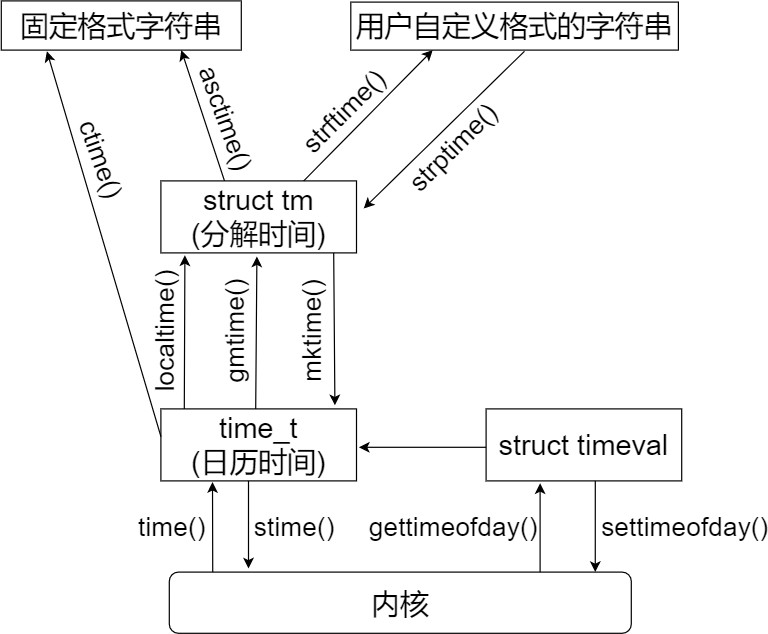 固定格式字符串
用户自定义格式的字符串
ctime()
asctime()
strftime()
strptime()
struct tm
(分解时间)
localtime()
gmtime()
mktime()
time_t
(日历时间)
struct timeval
time()
stime()
gettimeofday()
settimeofday()
内核